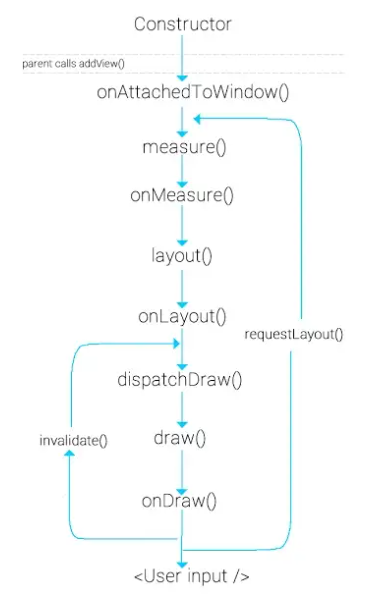 Constructor
parent calls addView()
onAttachedToWindow()
measure()
onMeasure()
layout()
onLayout()
requestLayout()
dispatchDraw()
invalidate()
draw()
onDraw()
<User input />